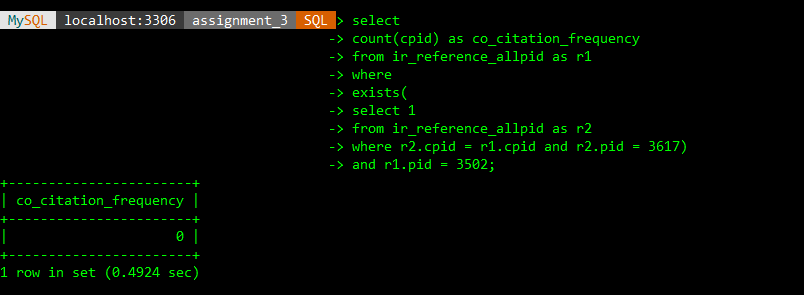 MySQL localhost:3306 assignment_3 SQL > select
-> count(cpid) as co_citation_frequency
-> from ir_reference_allpid as r1
-> where
-> exists(
-> select 1
-> from ir_reference_allpid as r2
-> where r2.cpid = r1.cpid and r2.pid = 3617)
-> and r1.pid = 3502;
+-----------------------+
| co_citation_frequency |
+-----------------------+
|                     0 |
+-----------------------+
1 row in set (0.4924 sec)